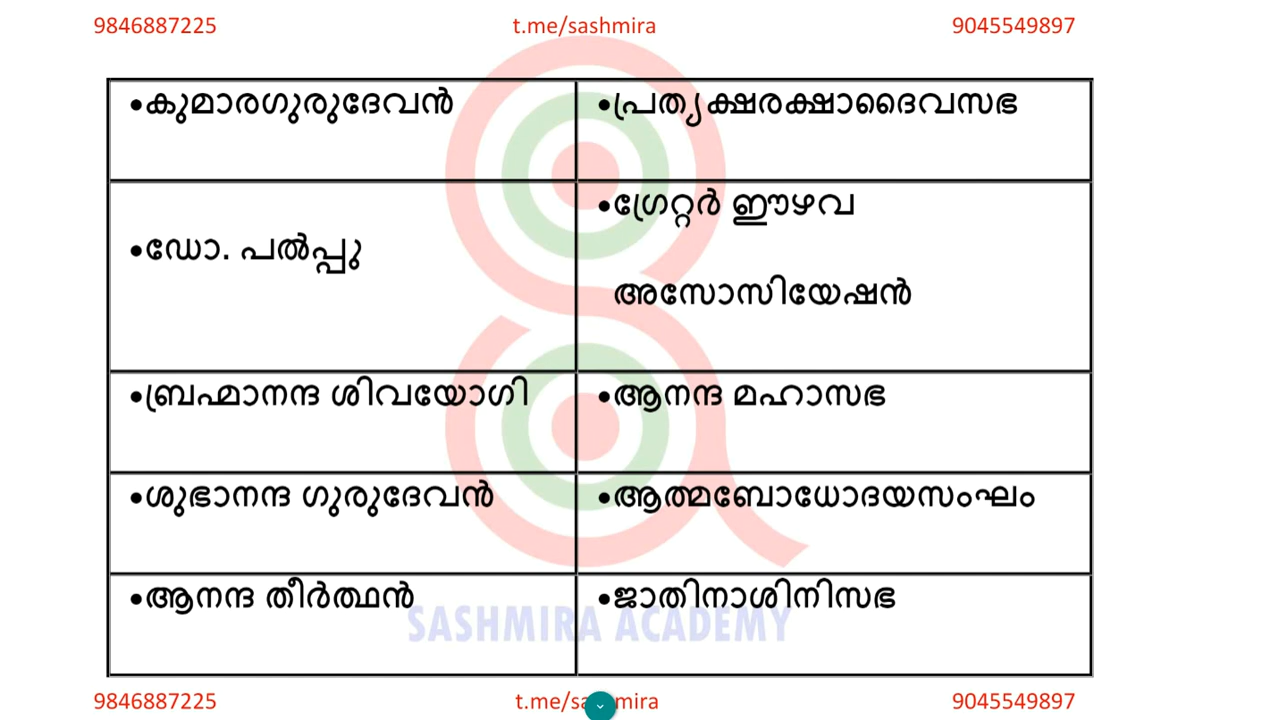 9846887225 t.me/sashmira 9045549897
•കുമാരഗുരുദേവൻ •പ്രത്യക്ഷരക്ഷാദൈവസഭ
•ഡോ. പൽപ്പു •ഗ്രേറ്റർ ഈഴവ
അസോസിയേഷൻ
•ബ്രഹ്മാനന്ദ ശിവയോഗി •ആനന്ദ മഹാസഭ
•ശുഭാനന്ദ ഗുരുദേവൻ •ആത്മബോധോദയസംഘം
•ആനന്ദ തീർത്ഥൻ •ജാതിനാശിനിസഭ
SASHMIRA ACADEMY
9846887225 9045549897